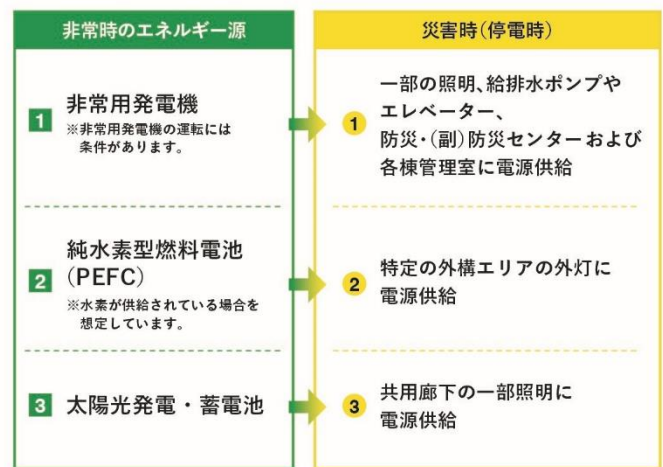 非常時のエネルギー源
1 非常用発電機
※非常用発電機の運転には
条件があります。
2 純水素型燃料電池
(PEFC)
※水素が供給されている場合を
想定しています。
3 太陽光発電・蓄電池
災害時(停電時)
1 一部の照明、給排水ポンプや
エレベーター、
防災・(副)防災センターおよび
各棟管理室に電源供給
2 特定の外構エリアの外灯に
電源供給
3 共用廊下の一部照明に
電源供給